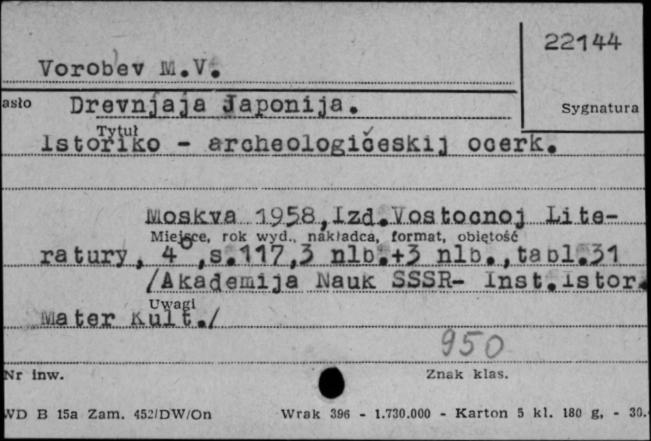 22144
Vorobev M.V.
asło Drevnjaja Japonija.
Sygnatura
Tytuł
Istoriko - archeologićeskij ocerk.
Moskva 1958,Izd.Vostocnoj Lite-
Miejsce, rok wyd., nakładca, format, objętość
ratury, 4°,s.117,3 nlb.+3 nlb.,tabl.31
/Akademija Nauk SSSR- Inst.Istor.
Uwagi
Mater Kult./
950
Nr inw.
Znak klas.
WD B 15a Zam. 452/DW/On Wrak 396 - 1.730.000 - Karton 5 kl. 180 g, - 30.